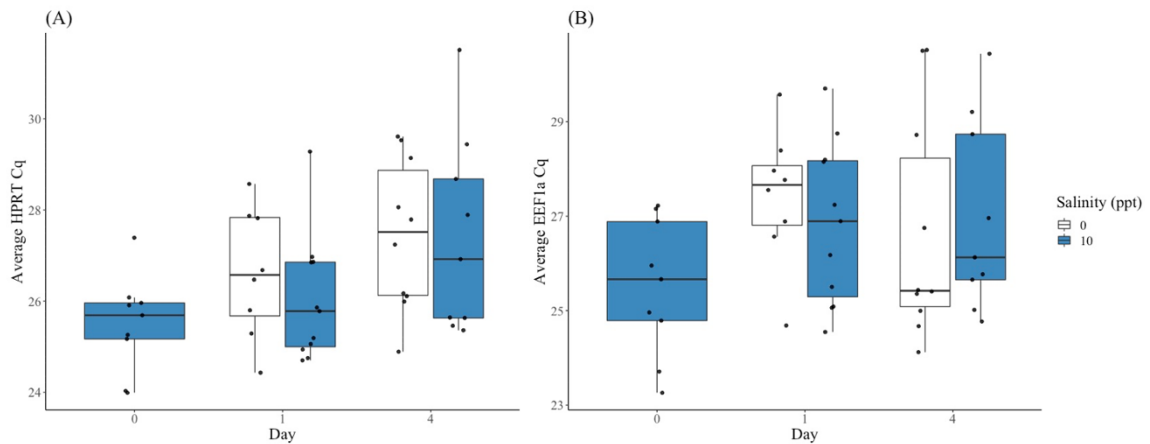 (A)
Average HPRT Cq
30
28
26
24
0
1
4
Day
(B)
Average EEF1a Cq
29
27
25
23
0
1
4
Day
Salinity (ppt)
0
10